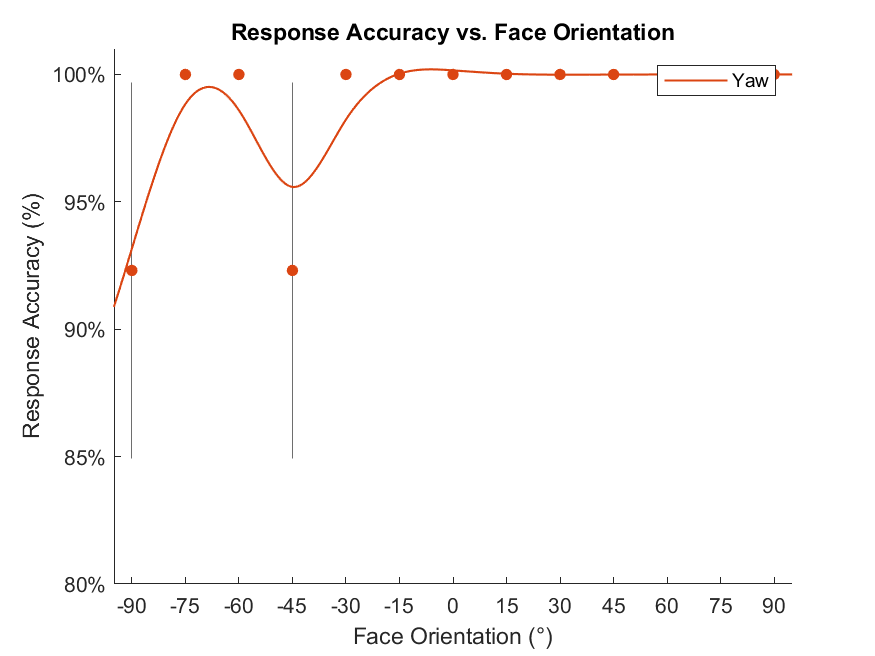 Response Accuracy vs. Face Orientation
Response Accuracy (%)
100%
95%
90%
85%
80%
Yaw
-90 -75 -60 -45 -30 -15 0 15 30 45 60 75 90
Face Orientation (°)